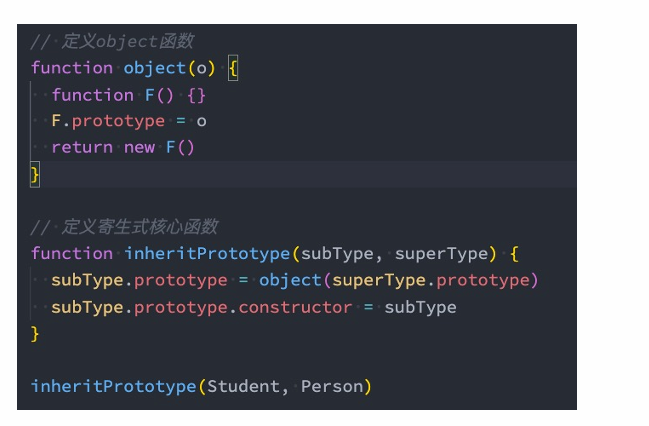 // 定义object函数
function object(o) {
  function F() {}
  F.prototype = o
  return new F()
}
// 定义寄生式核心函数
function inheritPrototype(subType, superType) {
  subType.prototype = object(superType.prototype)
  subType.prototype.constructor = subType
}
inheritPrototype(Student, Person)